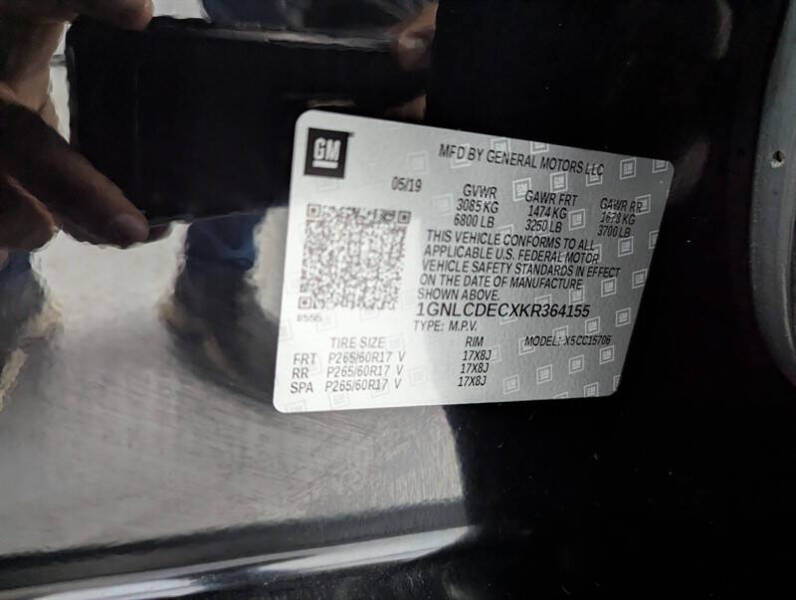 GM
MFD BY GENERAL MOTORS LLC
05/19
GVWR GAWR FRT GAWR RR
3085 KG 1474 KG 1678 KG
6800 LB 3250 LB 3700 LB
THIS VEHICLE CONFORMS TO ALL
APPLICABLE U.S. FEDERAL MOTOR
VEHICLE SAFETY STANDARDS IN EFFECT
ON THE DATE OF MANUFACTURE
SHOWN ABOVE.
1GNLCDECXKR364155
TYPE: M.P.V. MODEL: X5CC15706
TIRE SIZE RIM
FRT P265/60R17 V 17X8J
RR P265/60R17 V 17X8J
SPA P265/60R17 V 17X8J